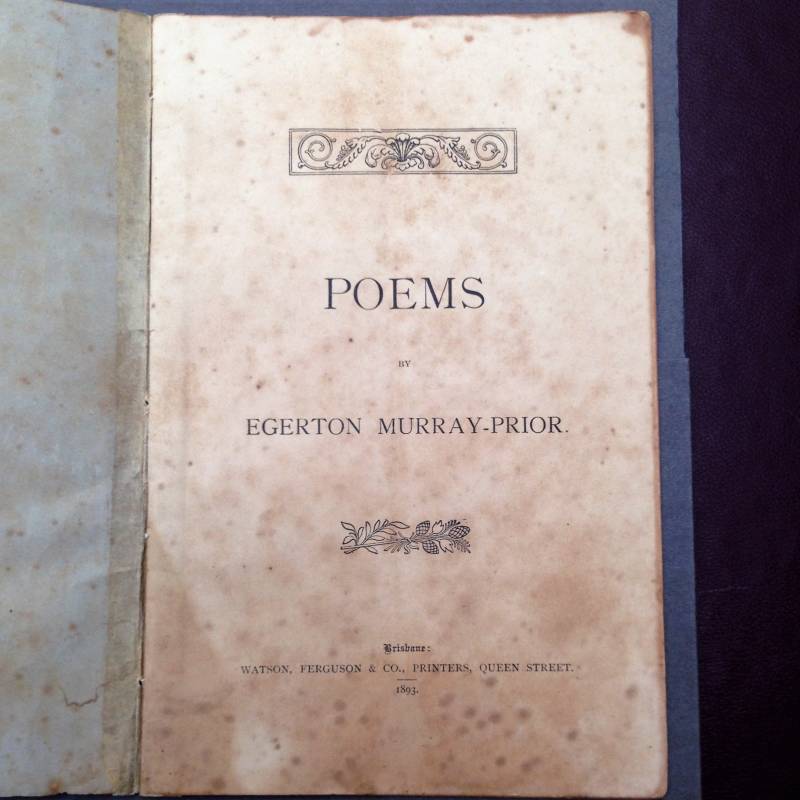 POEMS
BY
EGERTON MURRAY-PRIOR.
Brisbane:
WATSON, FERGUSON & CO., PRINTERS, QUEEN STREET.
1893.